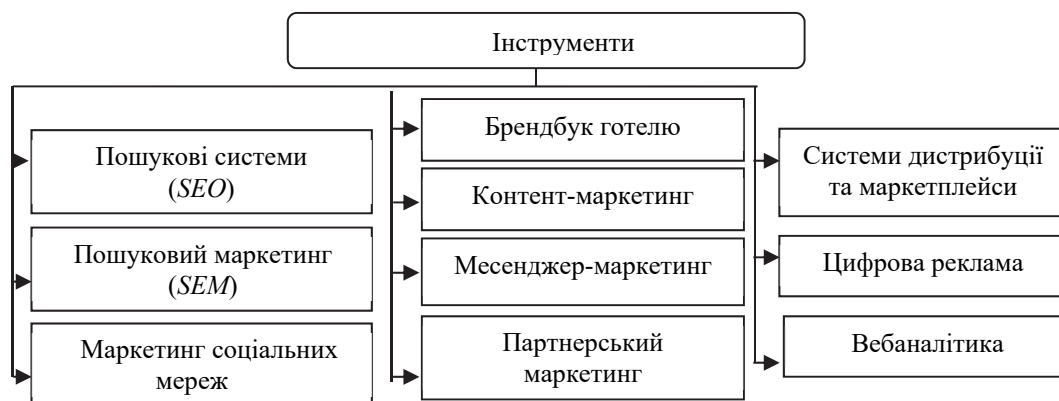 Інструменти
Пошукові системи
(SEO)
Пошуковий маркетинг
(SEM)
Маркетинг соціальних
мереж
Брендбук готелю
Контент-маркетинг
Месенджер-маркетинг
Партнерський
маркетинг
Системи дистрибуції
та маркетплейси
Цифрова реклама
Вебаналітика